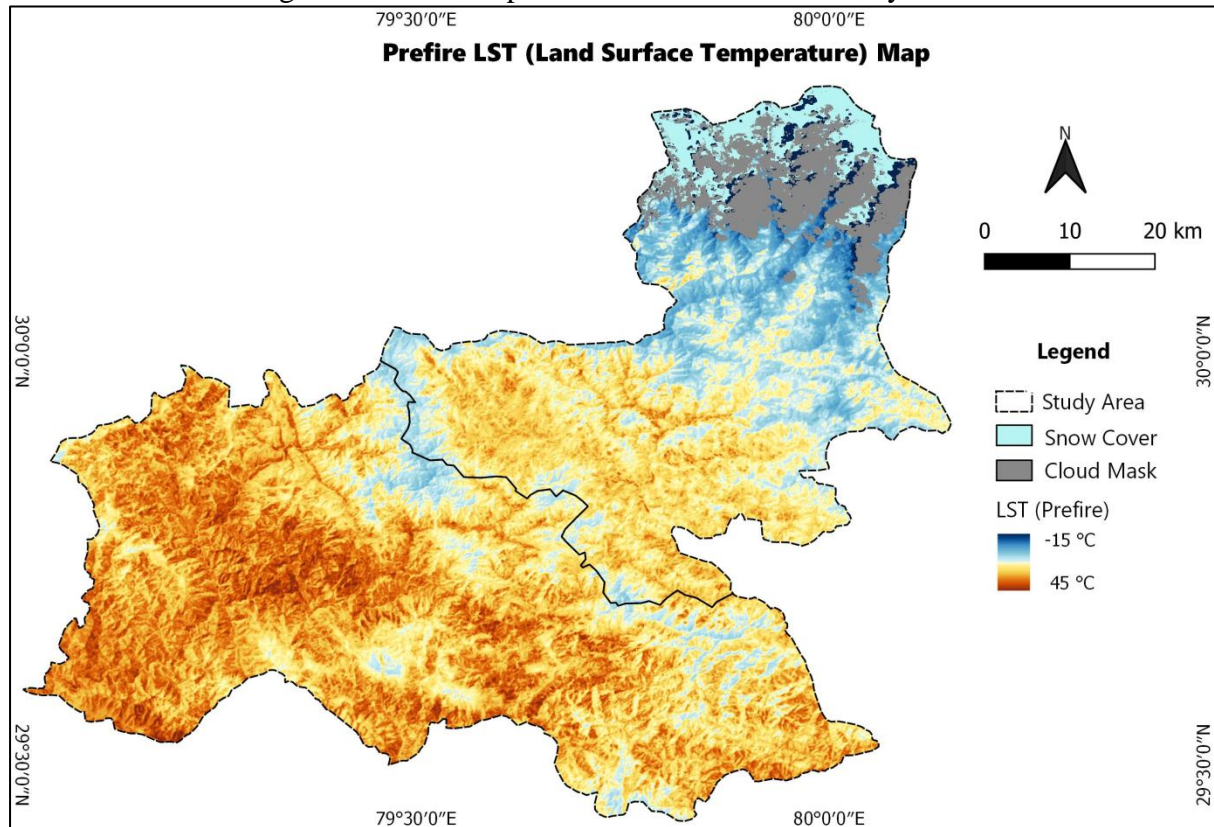 79°30′0″E 80°0′0″E
Prefire LST (Land Surface Temperature) Map
N
0 10 20 km
30°0′0″N 30°0′0″N
Legend
Study Area
Snow Cover
Cloud Mask
LST (Prefire)
-15 °C
45 °C
29°30′0″N 29°30′0″N
79°30′0″E 80°0′0″E